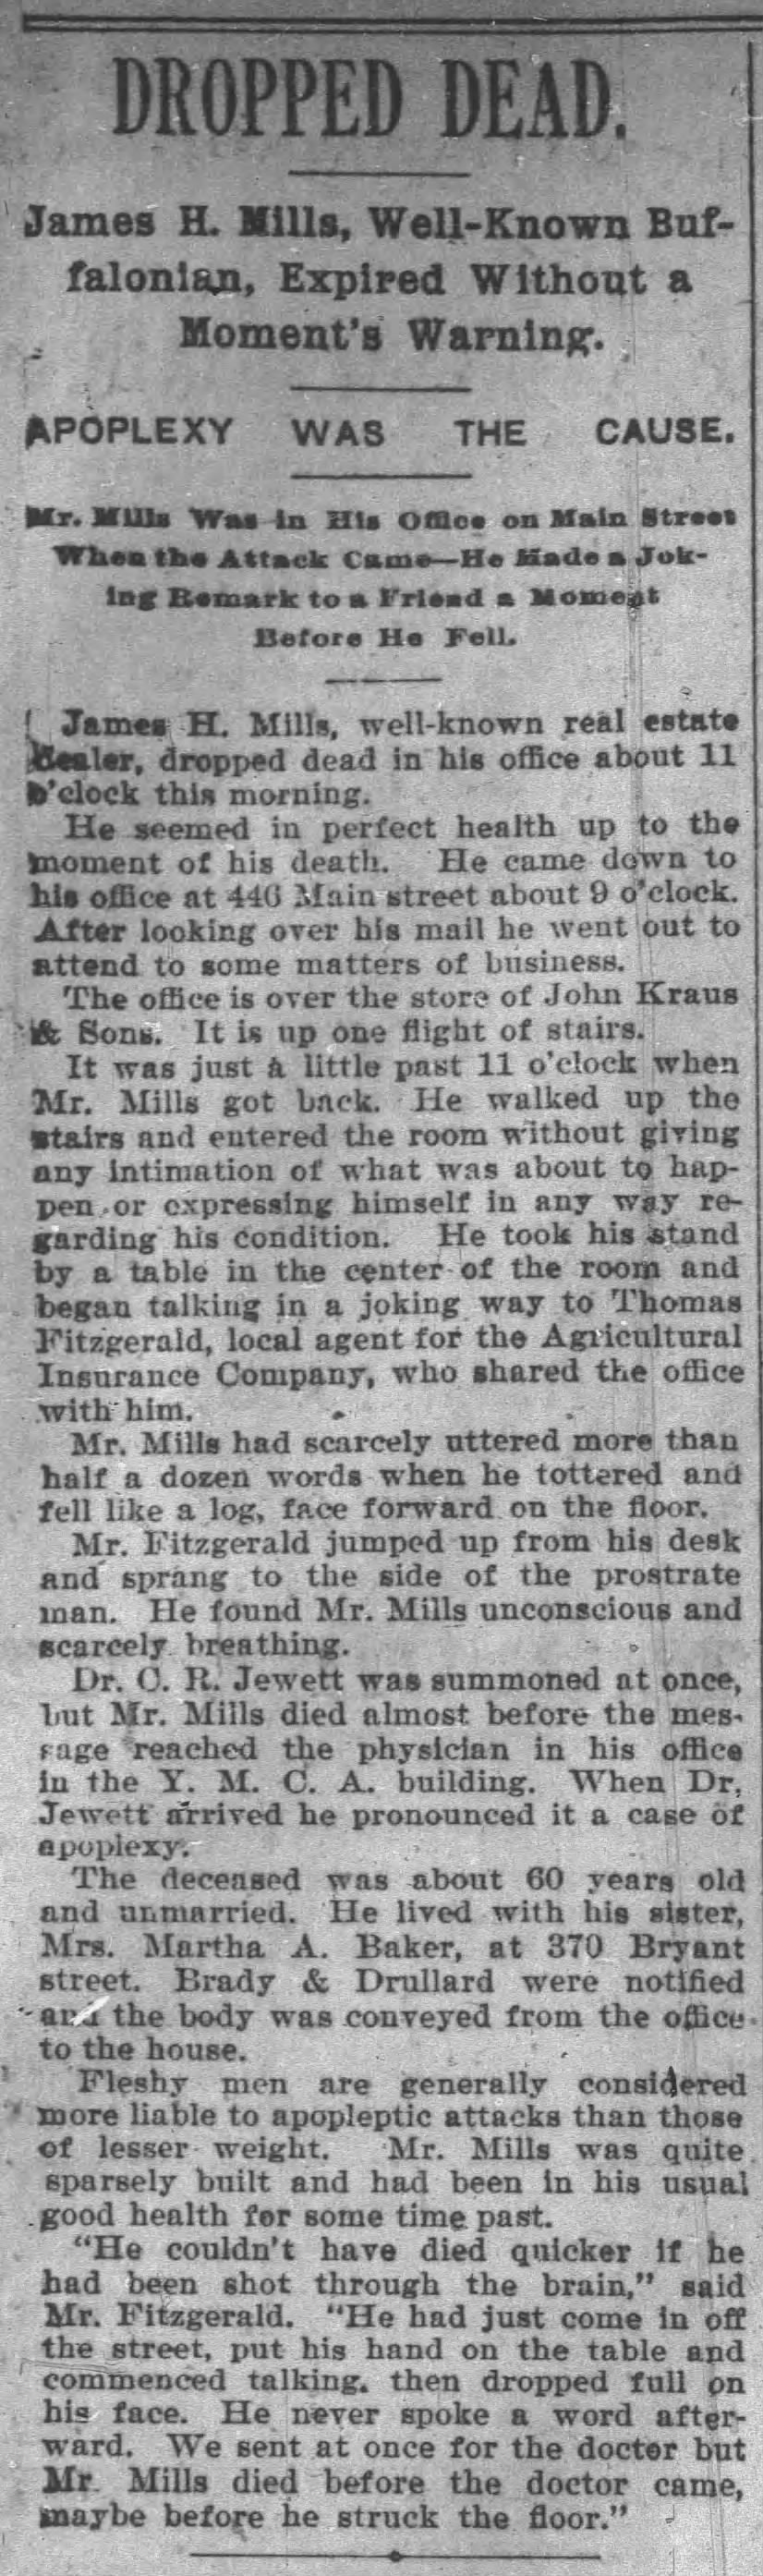 DROPPED DEAD.
James H. Mills, Well-Known Buf-
falonian, Expired Without a
Moment's Warning.
APOPLEXY WAS THE CAUSE.
Mr. Mills Was in His Office on Main Street
When the Attack Came—He Made a Jok-
ing Remark to a Friend a Moment
Before He Fell.
James H. Mills, well-known real estate
dealer, dropped dead in his office about 11
o'clock this morning.
He seemed in perfect health up to the
moment of his death. He came down to
his office at 446 Main street about 9 o'clock.
After looking over his mail he went out to
attend to some matters of business.
The office is over the store of John Kraus
& Sons. It is up one flight of stairs.
It was just a little past 11 o'clock when
Mr. Mills got back. He walked up the
stairs and entered the room without giving
any intimation of what was about to hap-
pen or expressing himself in any way re-
garding his condition. He took his stand
by a table in the center of the room and
began talking in a joking way to Thomas
Fitzgerald, local agent for the Agricultural
Insurance Company, who shared the office
with him.
Mr. Mills had scarcely uttered more than
half a dozen words when he tottered and
fell like a log, face forward on the floor.
Mr. Fitzgerald jumped up from his desk
and sprang to the side of the prostrate
man. He found Mr. Mills unconscious and
scarcely breathing.
Dr. C. R. Jewett was summoned at once,
but Mr. Mills died almost before the mes-
sage reached the physician in his office
in the Y. M. C. A. building. When Dr.
Jewett arrived he pronounced it a case of
apoplexy.
The deceased was about 60 years old
and unmarried. He lived with his sister,
Mrs. Martha A. Baker, at 370 Bryant
street. Brady & Drullard were notified
and the body was conveyed from the office
to the house.
Fleshy men are generally considered
more liable to apopleptic attacks than those
of lesser weight. Mr. Mills was quite
sparsely built and had been in his usual
good health for some time past.
"He couldn't have died quicker if he
had been shot through the brain," said
Mr. Fitzgerald. "He had just come in off
the street, put his hand on the table and
commenced talking, then dropped full on
his face. He never spoke a word after-
ward. We sent at once for the doctor but
Mr. Mills died before the doctor came,
maybe before he struck the floor."